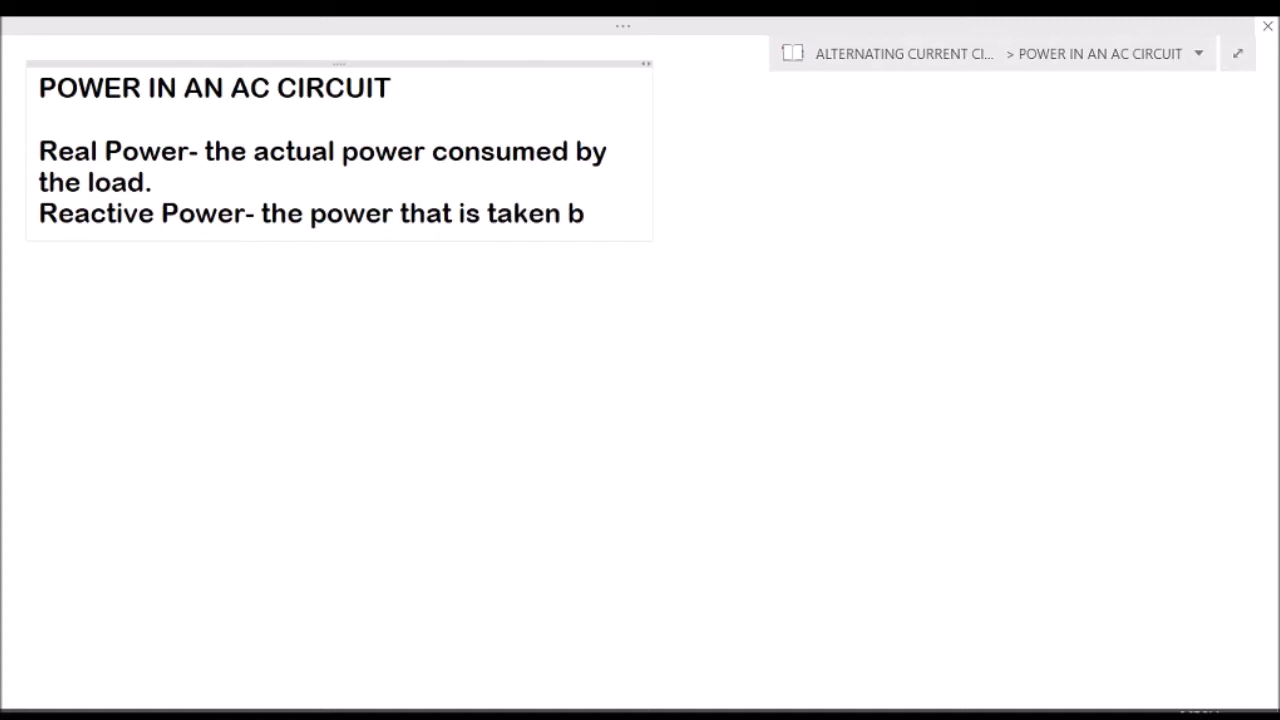 ALTERNATING CURRENT CI... > POWER IN AN AC CIRCUIT
POWER IN AN AC CIRCUIT
Real Power- the actual power consumed by
the load.
Reactive Power- the power that is taken b